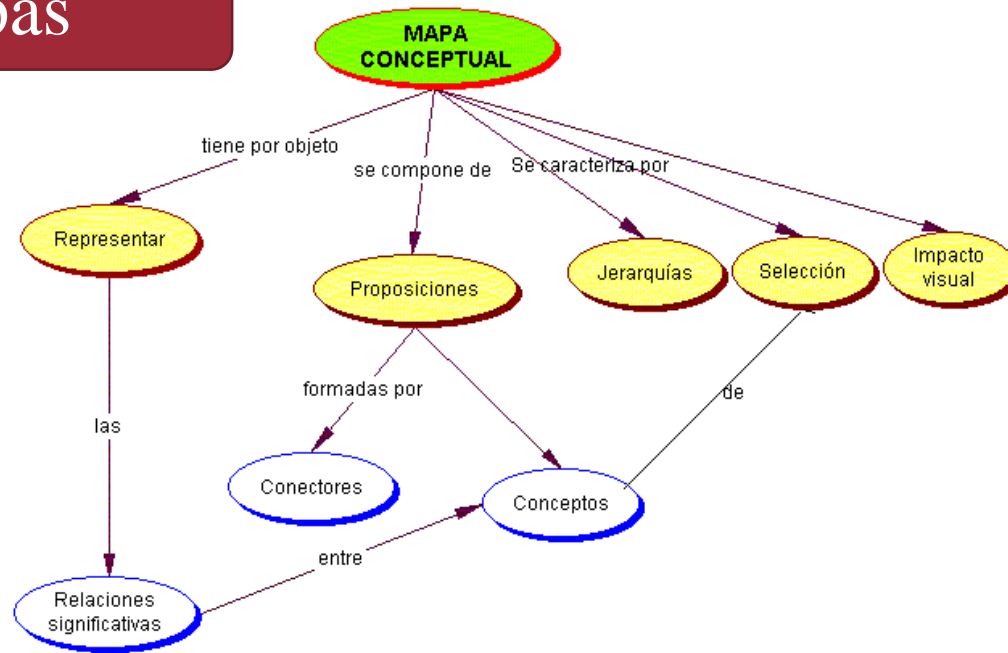 MAPA
CONCEPTUAL
tiene por objeto
se compone de
Se caracteriza por
Representar
Proposiciones
Jerarquías
Selección
Impacto
visual
formadas por
de
las
Conectores
Conceptos
entre
Relaciones
significativas